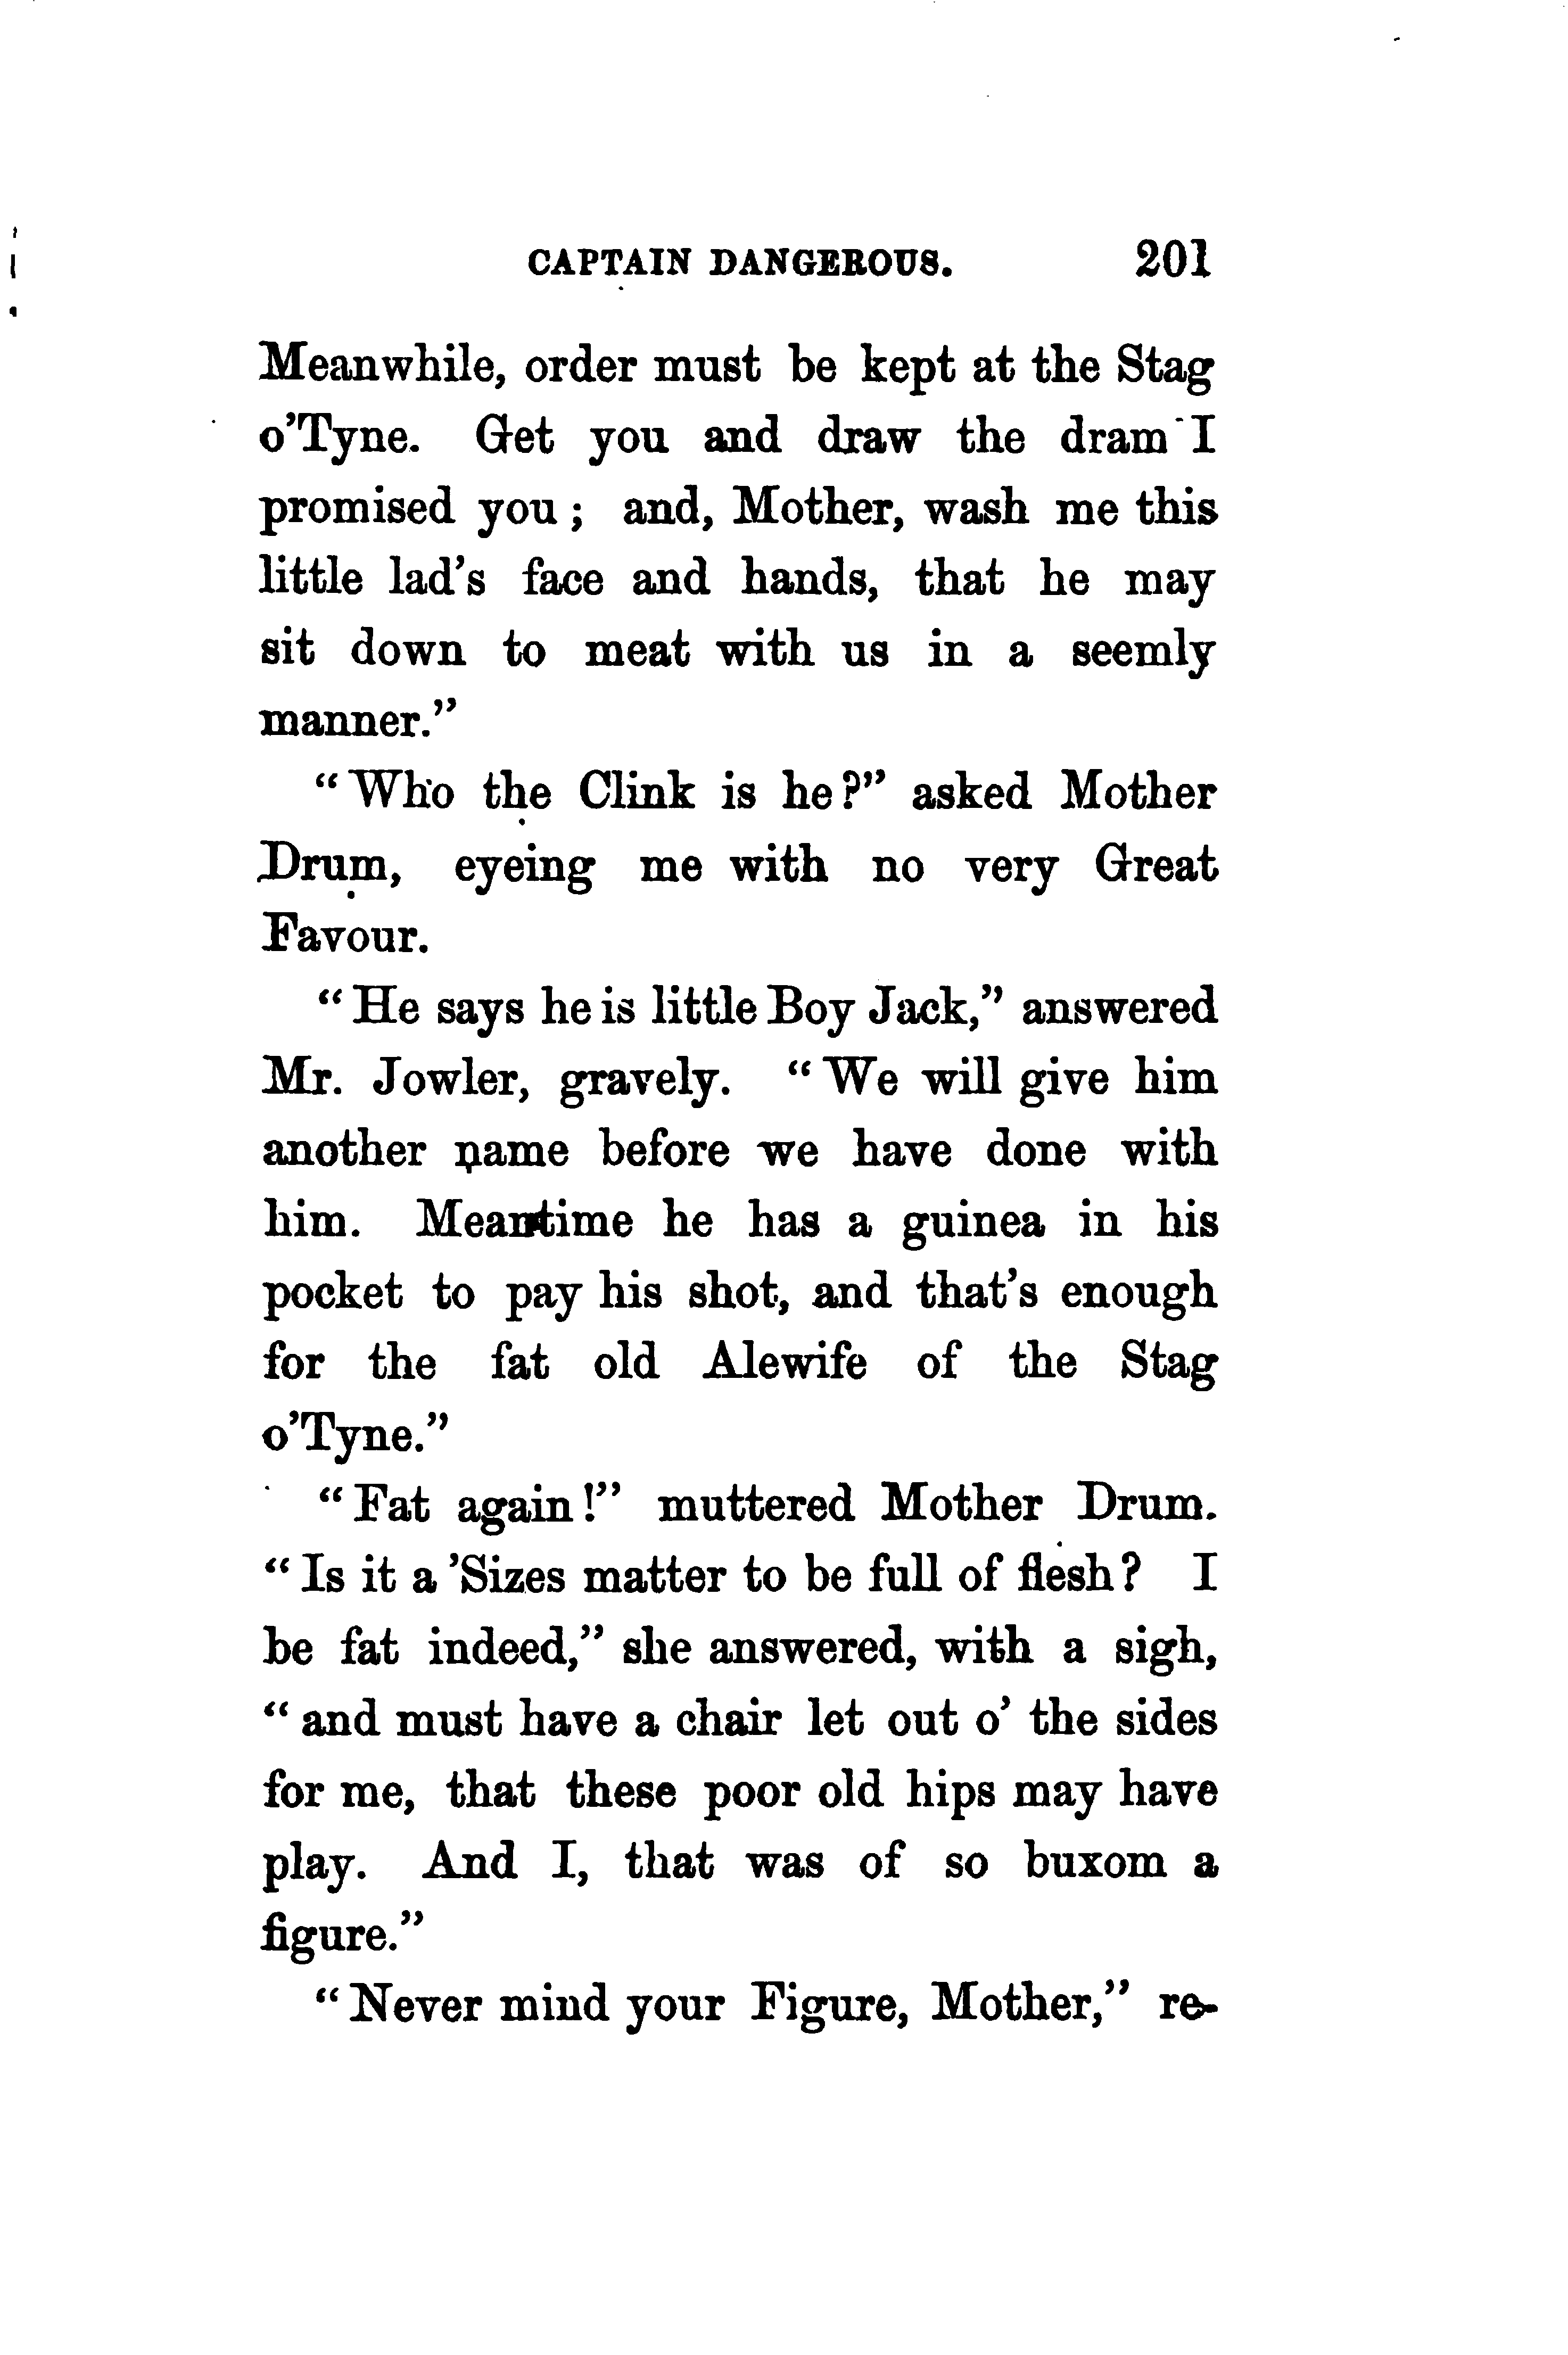 CAPTAIN DANGEROUS. 201
Meanwhile, order must be kept at the Stag
o'Tyne. Get you and draw the dram I
promised you; and, Mother, wash me this
little lad's face and hands, that he may
sit down to meat with us in a seemly
manner."
"Who the Clink is he?" asked Mother
Drum, eyeing me with no very Great
Favour.
"He says he is little Boy Jack," answered
Mr. Jowler, gravely. "We will give him
another name before we have done with
him. Meantime he has a guinea in his
pocket to pay his shot, and that's enough
for the fat old Alewife of the Stag
o'Tyne."
"Fat again!" muttered Mother Drum.
"Is it a 'Sizes matter to be full of flesh? I
be fat indeed," she answered, with a sigh,
"and must have a chair let out o' the sides
for me, that these poor old hips may have
play. And I, that was of so buxom a
figure."
"Never mind your Figure, Mother," re-